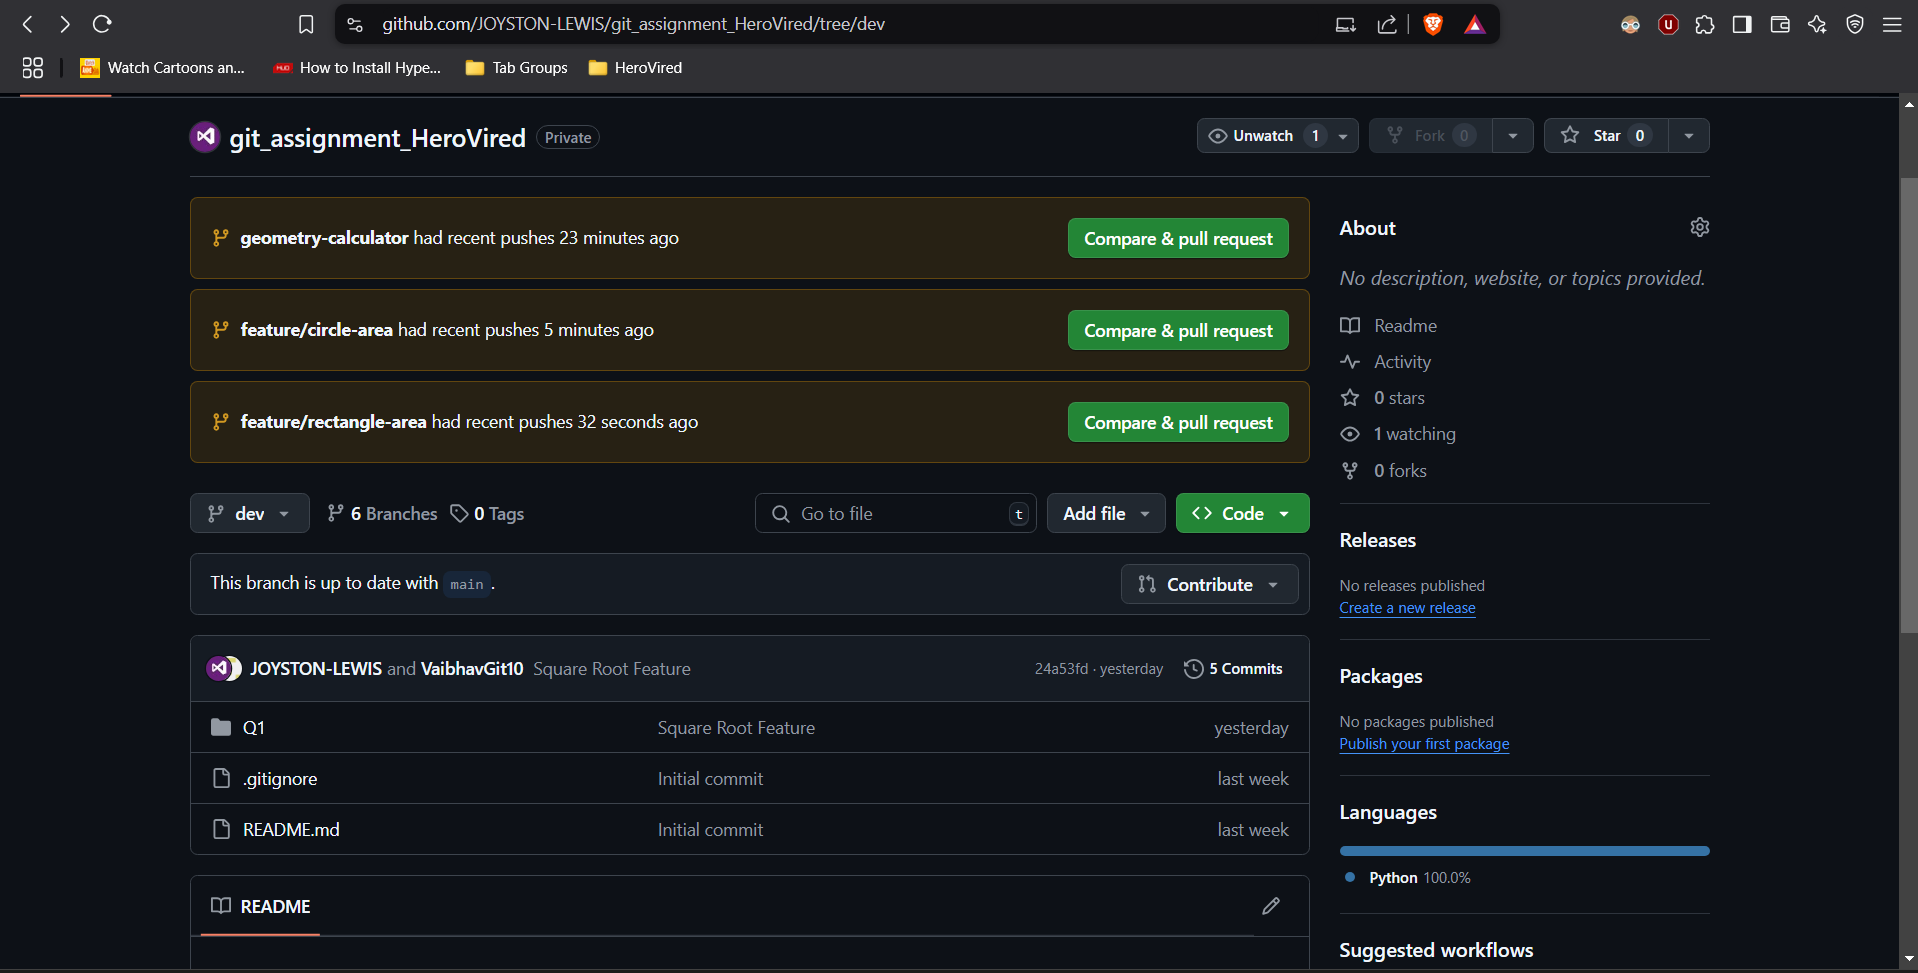 github.com/JOYSTON-LEWIS/git_assignment_HeroVired/tree/dev
Watch Cartoons an...
How to Install Hype...
Tab Groups
HeroVired
git_assignment_HeroVired
Private
Unwatch 1
Fork 0
Star 0
geometry-calculator had recent pushes 23 minutes ago
Compare & pull request
feature/circle-area had recent pushes 5 minutes ago
Compare & pull request
feature/rectangle-area had recent pushes 32 seconds ago
Compare & pull request
dev
6 Branches
0 Tags
Go to file
t
Add file
Code
This branch is up to date with main .
Contribute
JOYSTON-LEWIS and VaibhavGit10 Square Root Feature
24a53fd · yesterday
5 Commits
Q1 Square Root Feature yesterday
.gitignore Initial commit last week
README.md Initial commit last week
README
About
No description, website, or topics provided.
Readme
Activity
0 stars
1 watching
0 forks
Releases
No releases published
Create a new release
Packages
No packages published
Publish your first package
Languages
Python 100.0%
Suggested workflows